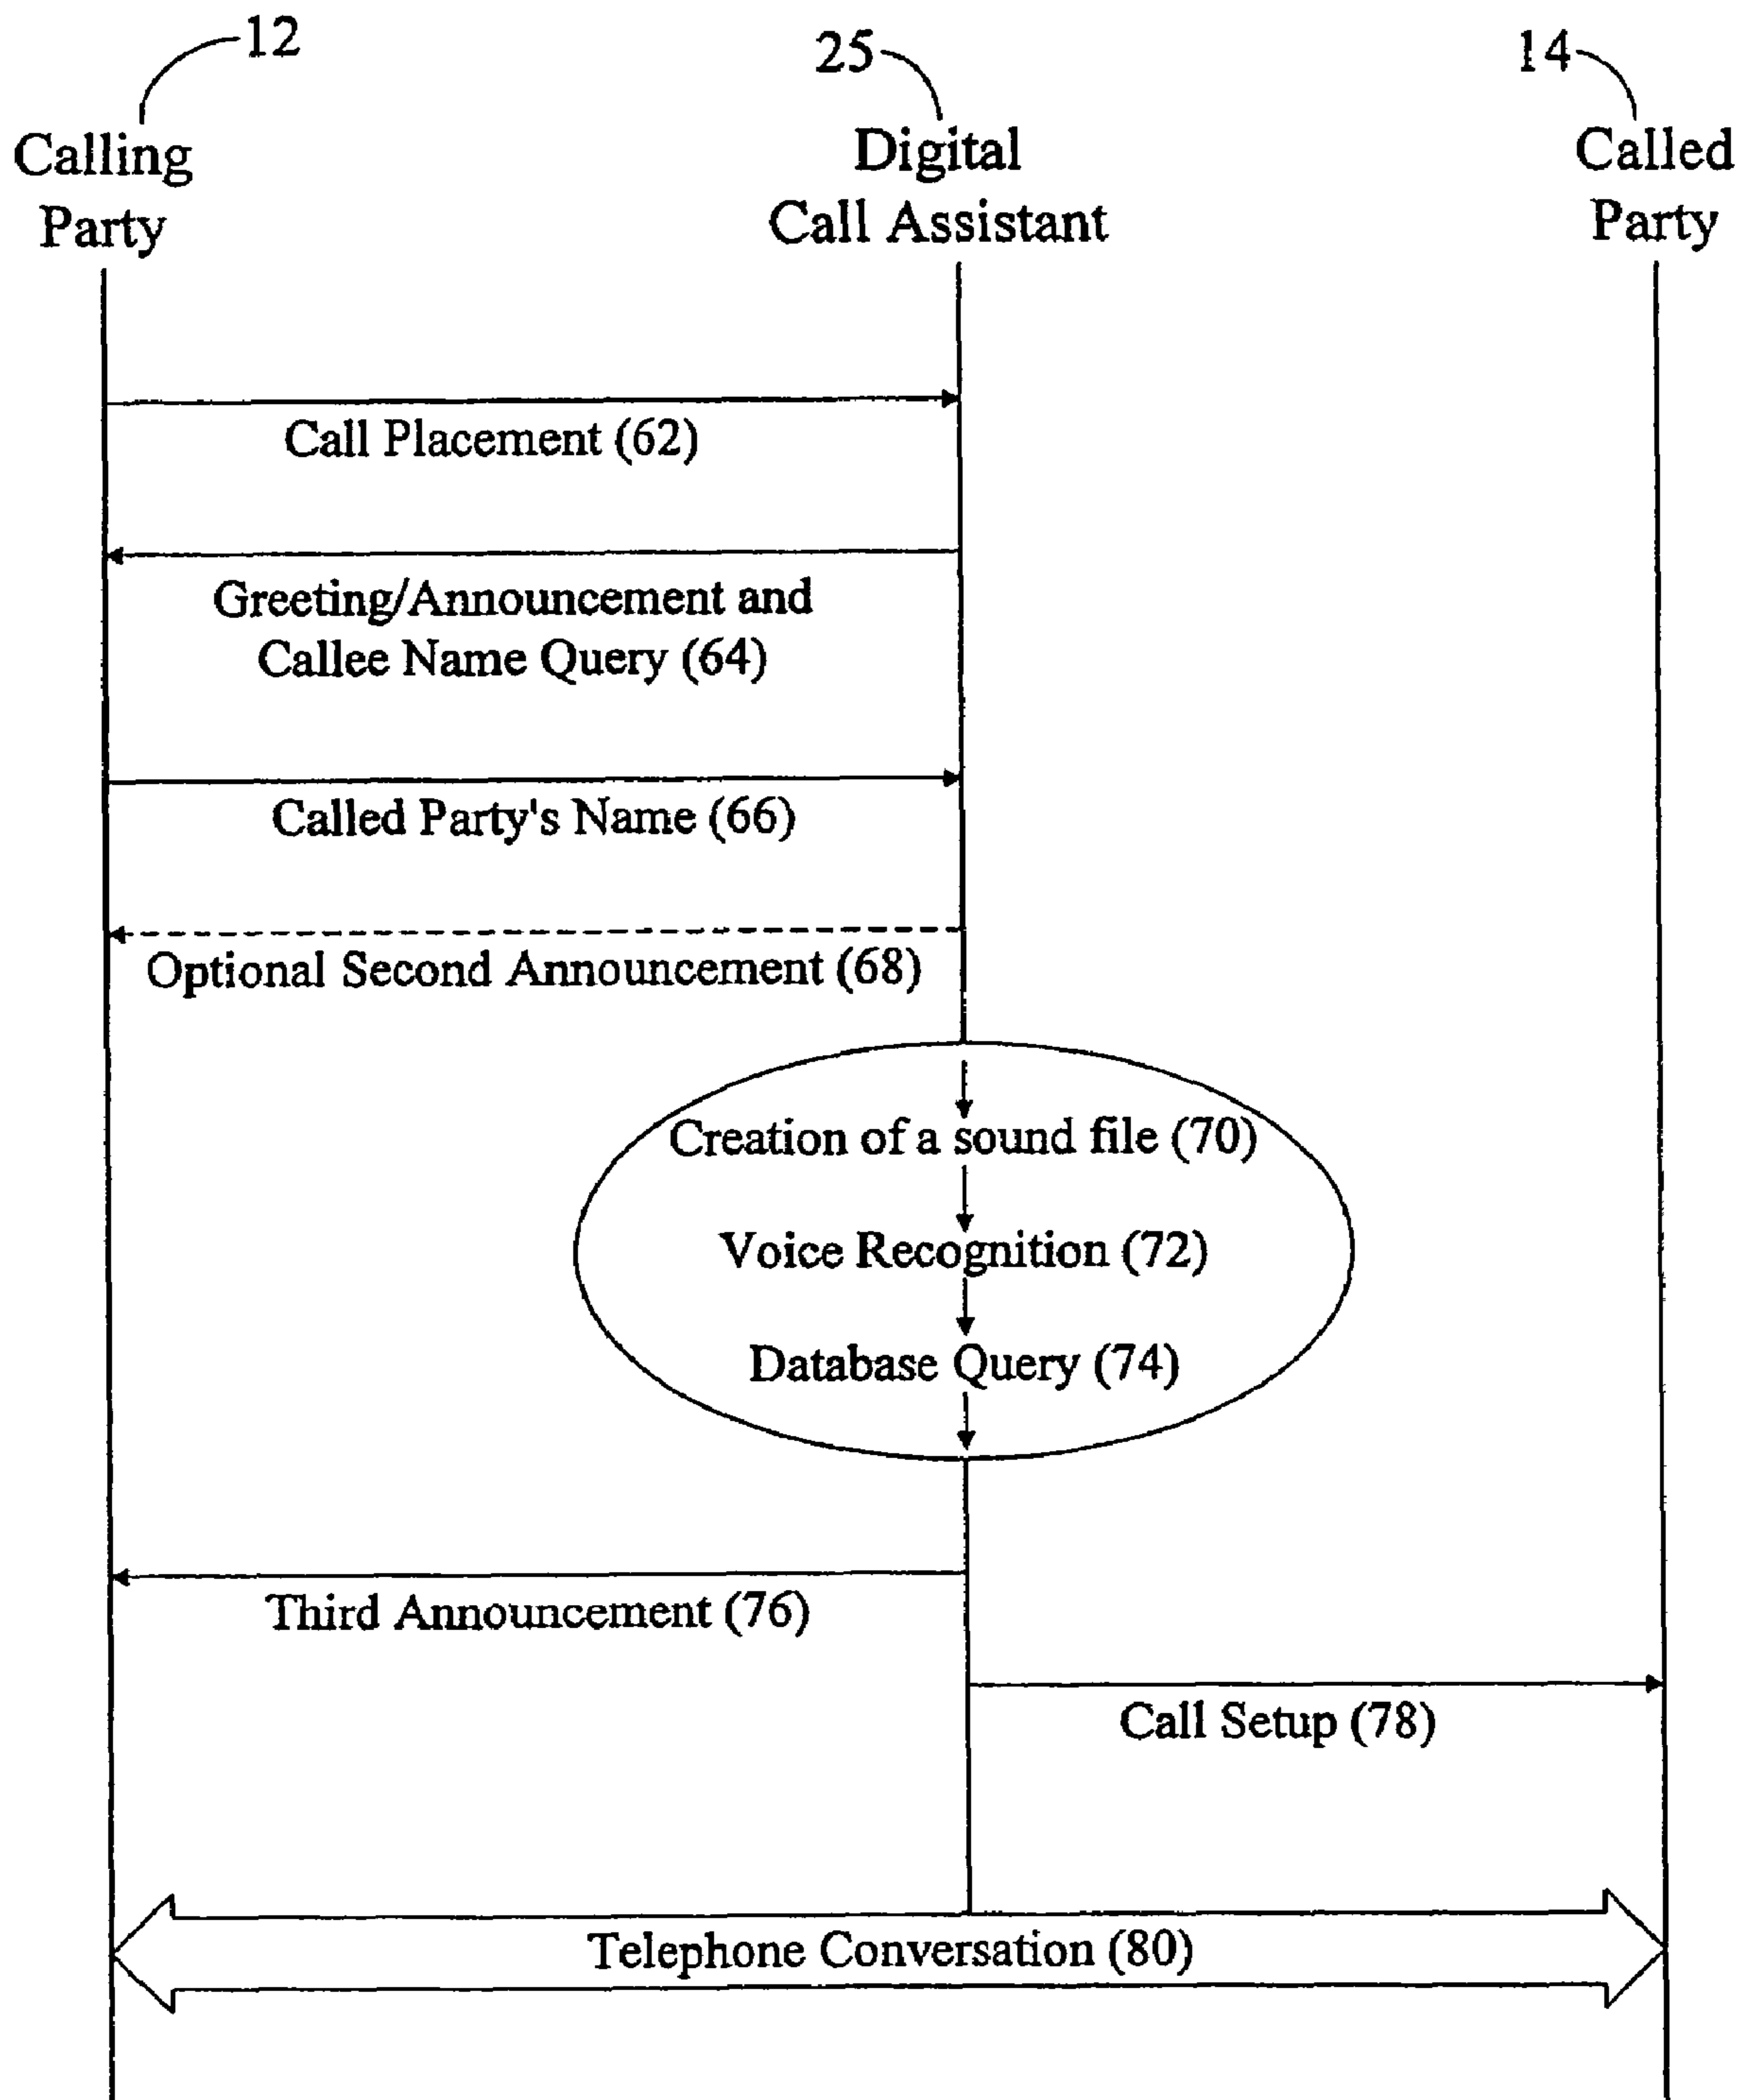 12
25
14
Calling
Party
Digital
Call Assistant
Called
Party
Call Placement (62)
Greeting/Announcement and
Callee Name Query (64)
Called Party's Name (66)
Optional Second Announcement (68)
Creation of a sound file (70)
Voice Recognition (72)
Database Query (74)
Third Announcement (76)
Call Setup (78)
Telephone Conversation (80)